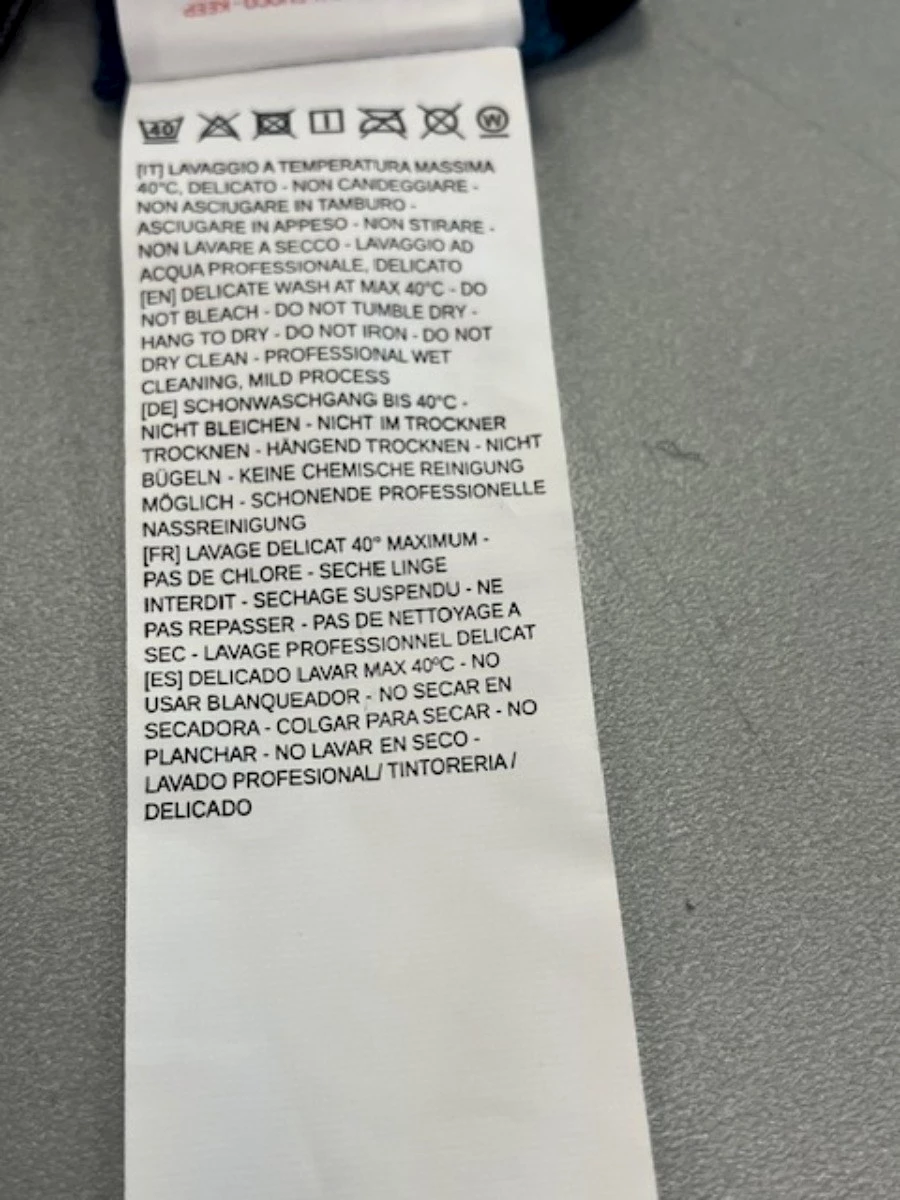 40 W
[IT] LAVAGGIO A TEMPERATURA MASSIMA
40°C, DELICATO - NON CANDEGGIARE -
NON ASCIUGARE IN TAMBURO -
ASCIUGARE IN APPESO - NON STIRARE -
NON LAVARE A SECCO - LAVAGGIO AD
ACQUA PROFESSIONALE, DELICATO
[EN] DELICATE WASH AT MAX 40°C - DO
NOT BLEACH - DO NOT TUMBLE DRY -
HANG TO DRY - DO NOT IRON - DO NOT
DRY CLEAN - PROFESSIONAL WET
CLEANING, MILD PROCESS
[DE] SCHONWASCHGANG BIS 40°C -
NICHT BLEICHEN - NICHT IM TROCKNER
TROCKNEN - HÄNGEND TROCKNEN - NICHT
BÜGELN - KEINE CHEMISCHE REINIGUNG
MÖGLICH - SCHONENDE PROFESSIONELLE
NASSREINIGUNG
[FR] LAVAGE DELICAT 40° MAXIMUM -
PAS DE CHLORE - SECHE LINGE
INTERDIT - SECHAGE SUSPENDU - NE
PAS REPASSER - PAS DE NETTOYAGE A
SEC - LAVAGE PROFESSIONNEL DELICAT
[ES] DELICADO LAVAR MAX 40ºC - NO
USAR BLANQUEADOR - NO SECAR EN
SECADORA - COLGAR PARA SECAR - NO
PLANCHAR - NO LAVAR EN SECO -
LAVADO PROFESIONAL/ TINTORERIA /
DELICADO